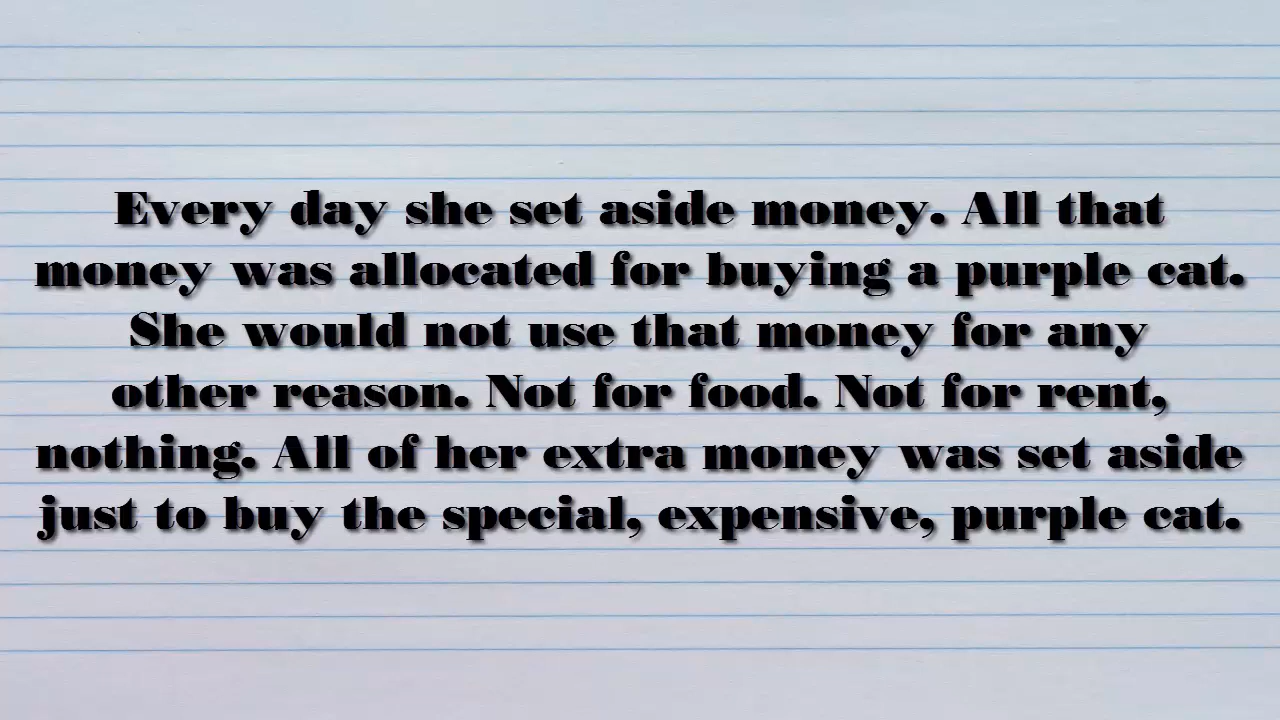 Every day she set aside money. All that
money was allocated for buying a purple cat.
She would not use that money for any
other reason. Not for food. Not for rent,
nothing. All of her extra money was set aside
just to buy the special, expensive, purple cat.